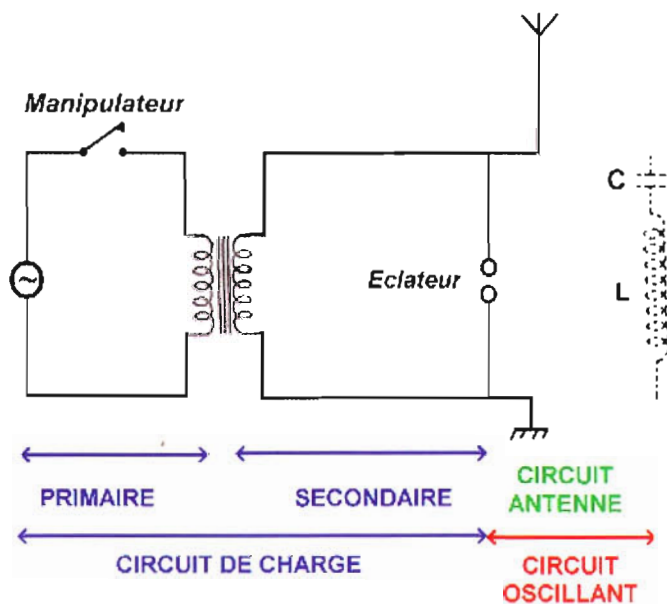 Manipulateur
C
L
Eclateur
PRIMAIRE
SECONDAIRE
CIRCUIT
ANTENNE
CIRCUIT DE CHARGE
CIRCUIT
OSCILLANT